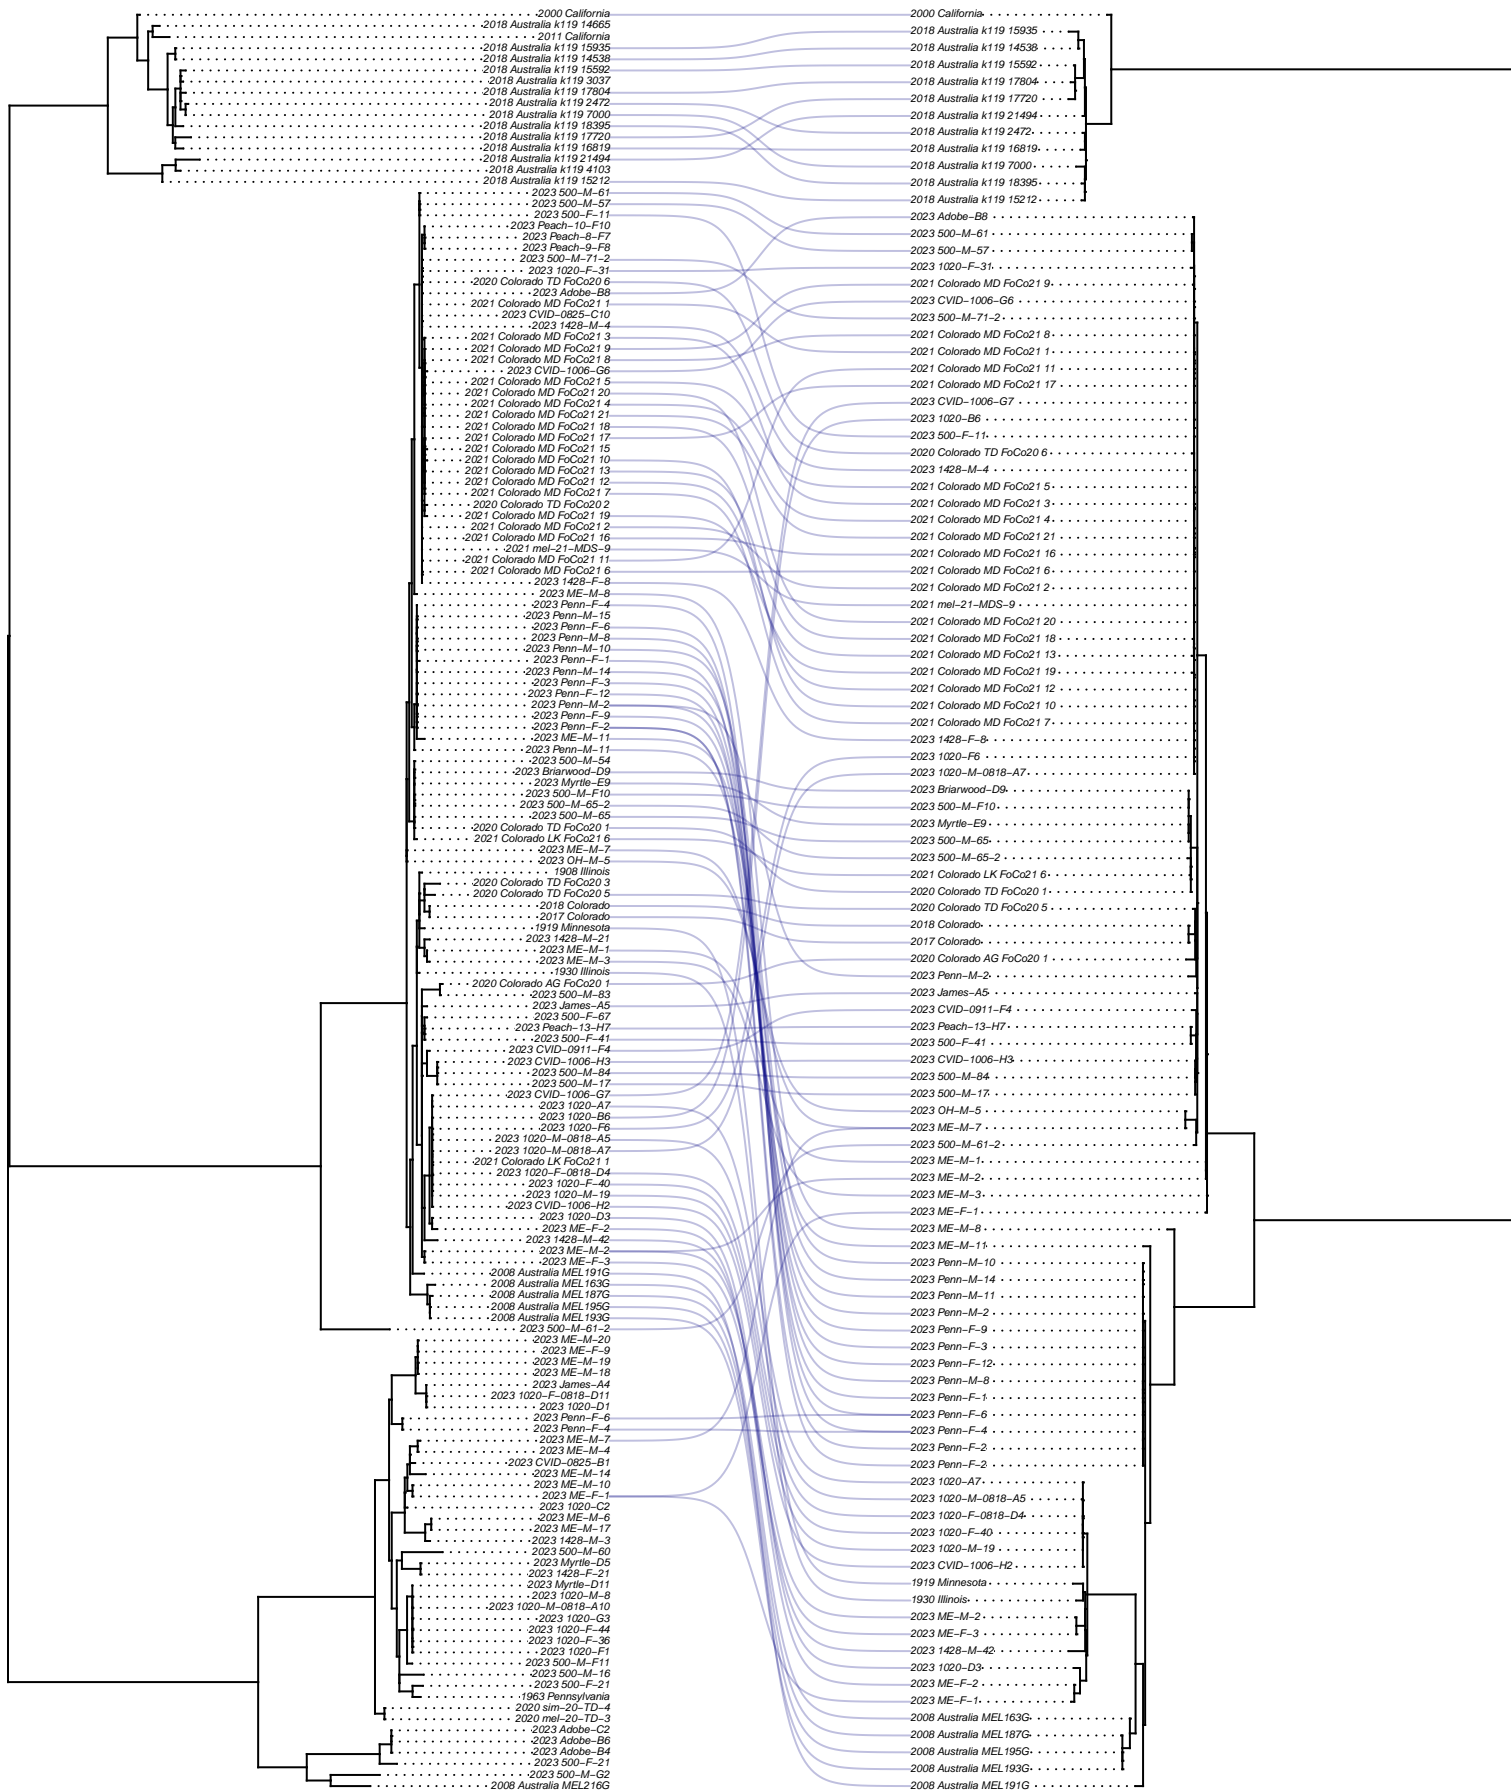 2000 California
2018 Australia k119 14665
2011 California
2018 Australia k119 15935
2018 Australia k119 14538
2018 Australia k119 15592
2018 Australia k119 3037
2018 Australia k119 17804
2018 Australia k119 2472
2018 Australia k119 7000
2018 Australia k119 18395
2018 Australia k119 17720
2018 Australia k119 16819
2018 Australia k119 21494
2018 Australia k119 4103
2018 Australia k119 15212
2023 500-M-61
2023 500-M-57
2023 500-F-11
2023 Peach-10-F10
2023 Peach-8-F7
2023 Peach-9-F8
2023 500-M-71-2
2023 1020-F-31
2020 Colorado TD FoCo20 6
2023 Adobe-B8
2021 Colorado MD FoCo21 1
2023 CVID-0825-C10
2023 1428-M-4
2021 Colorado MD FoCo21 3
2021 Colorado MD FoCo21 9
2021 Colorado MD FoCo21 8
2023 CVID-1006-G6
2021 Colorado MD FoCo21 5
2021 Colorado MD FoCo21 20
2021 Colorado MD FoCo21 4
2021 Colorado MD FoCo21 21
2021 Colorado MD FoCo21 18
2021 Colorado MD FoCo21 17
2021 Colorado MD FoCo21 15
2021 Colorado MD FoCo21 10
2021 Colorado MD FoCo21 13
2021 Colorado MD FoCo21 12
2021 Colorado MD FoCo21 7
2020 Colorado TD FoCo20 2
2021 Colorado MD FoCo21 19
2021 Colorado MD FoCo21 2
2021 Colorado MD FoCo21 16
2021 mel-21-MDS-9
2021 Colorado MD FoCo21 11
2021 Colorado MD FoCo21 6
2023 1428-F-8
2023 ME-M-8
2023 Penn-F-4
2023 Penn-M-15
2023 Penn-F-6
2023 Penn-M-8
2023 Penn-M-10
2023 Penn-F-1
2023 Penn-M-14
2023 Penn-F-3
2023 Penn-F-12
2023 Penn-M-2
2023 Penn-F-9
2023 Penn-F-2
2023 ME-M-11
2023 Penn-M-11
2023 500-M-54
2023 Briarwood-D9
2023 Myrtle-E9
2023 500-M-F10
2023 500-M-65-2
2023 500-M-65
2020 Colorado TD FoCo20 1
2021 Colorado LK FoCo21 6
2023 ME-M-7
2023 OH-M-5
1908 Illinois
2020 Colorado TD FoCo20 3
2020 Colorado TD FoCo20 5
2018 Colorado
2017 Colorado
1919 Minnesota
2023 1428-M-21
2023 ME-M-1
2023 ME-M-3
1930 Illinois
2020 Colorado AG FoCo20 1
2023 500-M-83
2023 James-A5
2023 500-F-67
2023 Peach-13-H7
2023 500-F-41
2023 CVID-0911-F4
2023 CVID-1006-H3
2023 500-M-84
2023 500-M-17
2023 CVID-1006-G7
2023 1020-A7
2023 1020-B6
2023 1020-F6
2023 1020-M-0818-A5
2023 1020-M-0818-A7
2021 Colorado LK FoCo21 1
2023 1020-F-0818-D4
2023 1020-F-40
2023 1020-M-19
2023 CVID-1006-H2
2023 1020-D3
2023 ME-F-2
2023 1428-M-42
2023 ME-M-2
2023 ME-F-3
2008 Australia MEL191G
2008 Australia MEL163G
2008 Australia MEL187G
2008 Australia MEL195G
2008 Australia MEL193G
2023 500-M-61-2
2023 ME-M-20
2023 ME-F-9
2023 ME-M-19
2023 ME-M-18
2023 James-A4
2023 1020-F-0818-D11
2023 1020-D1
2023 Penn-F-6
2023 Penn-F-4
2023 ME-M-7
2023 ME-M-4
2023 CVID-0825-B1
2023 ME-M-14
2023 ME-M-10
2023 ME-F-1
2023 1020-C2
2023 ME-M-6
2023 ME-M-17
2023 1428-M-3
2023 500-M-60
2023 Myrtle-D5
2023 1428-F-21
2023 Myrtle-D11
2023 1020-M-8
2023 1020-M-0818-A10
2023 1020-G3
2023 1020-F-44
2023 1020-F-36
2023 1020-F1
2023 500-M-F11
2023 500-M-16
2023 500-F-21
1963 Pennsylvania
2020 sim-20-TD-4
2020 mel-20-TD-3
2023 Adobe-C2
2023 Adobe-B6
2023 Adobe-B4
2023 500-F-21
2023 500-M-G2
2008 Australia MEL216G
2000 California
2018 Australia k119 15935
2018 Australia k119 14538
2018 Australia k119 15592
2018 Australia k119 17804
2018 Australia k119 17720
2018 Australia k119 21494
2018 Australia k119 2472
2018 Australia k119 16819
2018 Australia k119 7000
2018 Australia k119 18395
2018 Australia k119 15212
2023 Adobe-B8
2023 500-M-61
2023 500-M-57
2023 1020-F-31
2021 Colorado MD FoCo21 9
2023 CVID-1006-G6
2023 500-M-71-2
2021 Colorado MD FoCo21 8
2021 Colorado MD FoCo21 1
2021 Colorado MD FoCo21 11
2021 Colorado MD FoCo21 17
2023 CVID-1006-G7
2023 1020-B6
2023 500-F-11
2020 Colorado TD FoCo20 6
2023 1428-M-4
2021 Colorado MD FoCo21 5
2021 Colorado MD FoCo21 3
2021 Colorado MD FoCo21 4
2021 Colorado MD FoCo21 21
2021 Colorado MD FoCo21 16
2021 Colorado MD FoCo21 6
2021 Colorado MD FoCo21 2
2021 mel-21-MDS-9
2021 Colorado MD FoCo21 20
2021 Colorado MD FoCo21 18
2021 Colorado MD FoCo21 13
2021 Colorado MD FoCo21 19
2021 Colorado MD FoCo21 12
2021 Colorado MD FoCo21 10
2021 Colorado MD FoCo21 7
2023 1428-F-8
2023 1020-F6
2023 1020-M-0818-A7
2023 Briarwood-D9
2023 500-M-F10
2023 Myrtle-E9
2023 500-M-65
2023 500-M-65-2
2021 Colorado LK FoCo21 6
2020 Colorado TD FoCo20 1
2020 Colorado TD FoCo20 5
2018 Colorado
2017 Colorado
2020 Colorado AG FoCo20 1
2023 Penn-M-2
2023 James-A5
2023 CVID-0911-F4
2023 Peach-13-H7
2023 500-F-41
2023 CVID-1006-H3
2023 500-M-84
2023 500-M-17
2023 OH-M-5
2023 ME-M-7
2023 500-M-61-2
2023 ME-M-1
2023 ME-M-2
2023 ME-M-3
2023 ME-F-1
2023 ME-M-8
2023 ME-M-11
2023 Penn-M-10
2023 Penn-M-14
2023 Penn-M-11
2023 Penn-M-2
2023 Penn-F-9
2023 Penn-F-3
2023 Penn-F-12
2023 Penn-M-8
2023 Penn-F-1
2023 Penn-F-6
2023 Penn-F-4
2023 Penn-F-2
2023 Penn-F-2
2023 1020-A7
2023 1020-M-0818-A5
2023 1020-F-0818-D4
2023 1020-F-40
2023 1020-M-19
2023 CVID-1006-H2
1919 Minnesota
1930 Illinois
2023 ME-M-2
2023 ME-F-3
2023 1428-M-42
2023 1020-D3
2023 ME-F-2
2023 ME-F-1
2008 Australia MEL163G
2008 Australia MEL187G
2008 Australia MEL195G
2008 Australia MEL193G
2008 Australia MEL191G